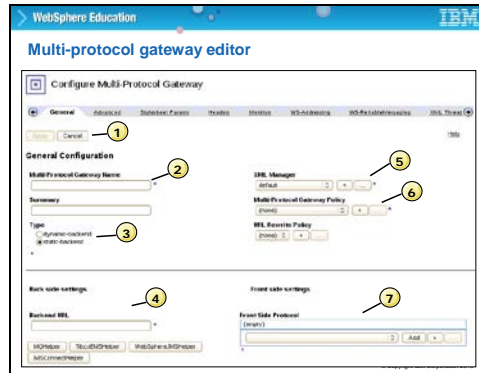 WebSphere Education
IBM
Multi-protocol gateway editor
Configure Multi-Protocol Gateway
General Advanced Stylesheet Params Headers Monitors WS-Addressing WS-ReliableMessaging XML Threat
Apply Cancel 1 Help
General Configuration
Multi-Protocol Gateway Name 2
*
Summary
Type
dynamic-backend 3
static-backend
*
XML Manager 5
default + ... *
Multi-Protocol Gateway Policy 6
(none) + ... *
URL Rewrite Policy
(none) + ...
Back side settings
4
Backend URL
*
MQHelper TibcoEMSHelper WebSphereJMSHelper
IMSConnectHelper
Front side settings
7
Front Side Protocol
(empty)
Add + ...
*